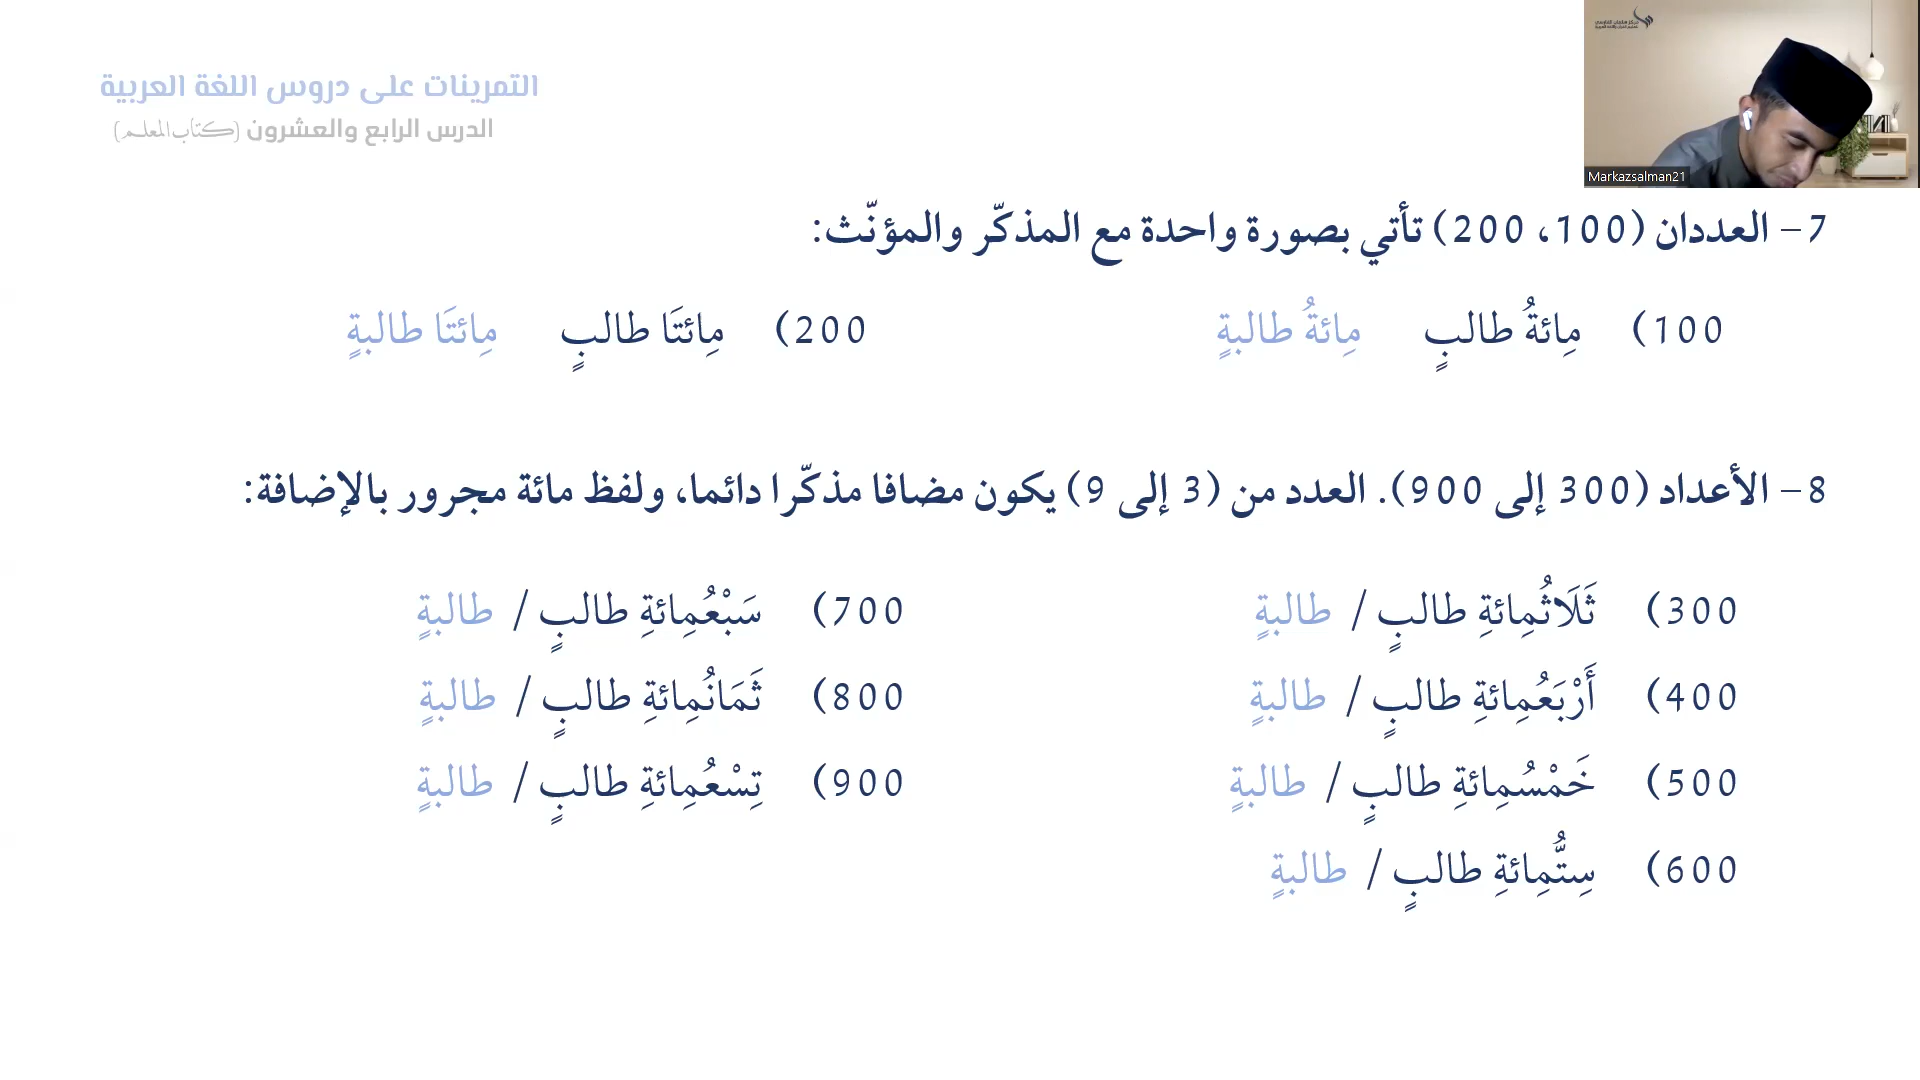 التمرينات على دروس اللغة العربية
الدرس الرابع والعشرون (كتاب المعلم)
Markazsalman21
7– العددان (100، 200) تأتي بصورة واحدة مع المذكّر والمؤنّث:
100) مِائةُ طالبٍ مِائةُ طالبةٍ 200) مِائتَا طالبٍ مِائتَا طالبةٍ
8– الأعداد (300 إلى 900). العدد من (3 إلى 9) يكون مضافا مذكّرا دائما، ولفظ مائة مجرور بالإضافة:
300) ثَلَاثُمِائةِ طالبٍ / طالبةٍ 700) سَبْعُمِائةِ طالبٍ / طالبةٍ
400) أَرْبَعُمِائةِ طالبٍ / طالبةٍ 800) ثَمَانُمِائةِ طالبٍ / طالبةٍ
500) خَمْسُمِائةِ طالبٍ / طالبةٍ 900) تِسْعُمِائةِ طالبٍ / طالبةٍ
600) سِتُّمِائةِ طالبٍ / طالبةٍ